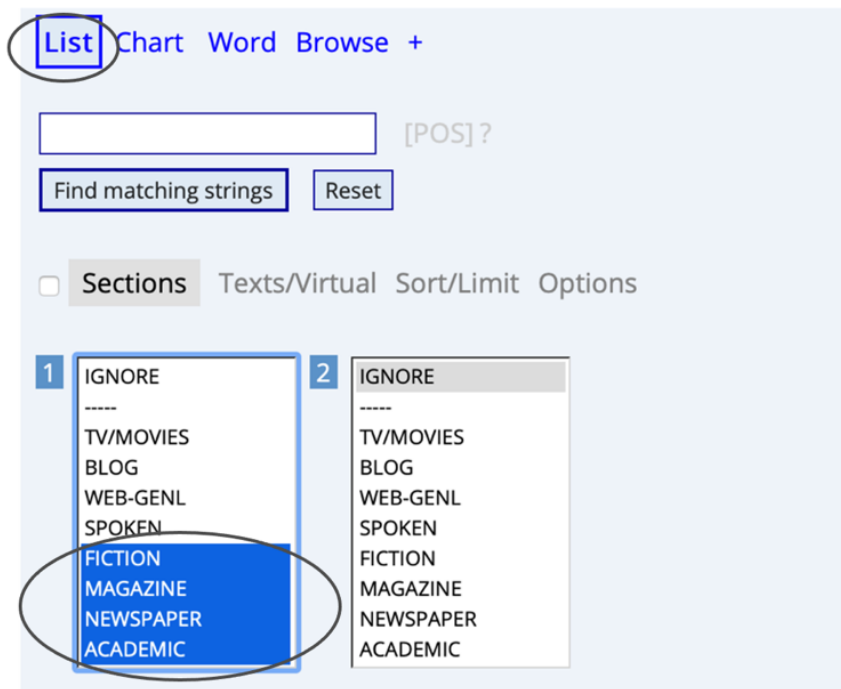 List Chart Word Browse +
[POS] ?
Find matching strings Reset
Sections Texts/Virtual Sort/Limit Options
1 2
IGNORE
-----
TV/MOVIES
BLOG
WEB-GENL
SPOKEN
FICTION
MAGAZINE
NEWSPAPER
ACADEMIC
IGNORE
-----
TV/MOVIES
BLOG
WEB-GENL
SPOKEN
FICTION
MAGAZINE
NEWSPAPER
ACADEMIC